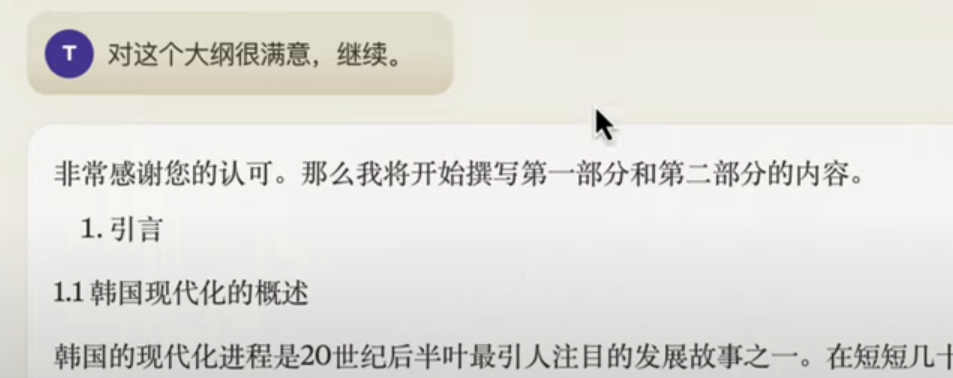 T 对这个大纲很满意，继续。
非常感谢您的认可。那么我将开始撰写第一部分和第二部分的内容。
1. 引言
1.1 韩国现代化的概述
韩国的现代化进程是20世纪后半叶最引人注目的发展故事之一。在短短几十